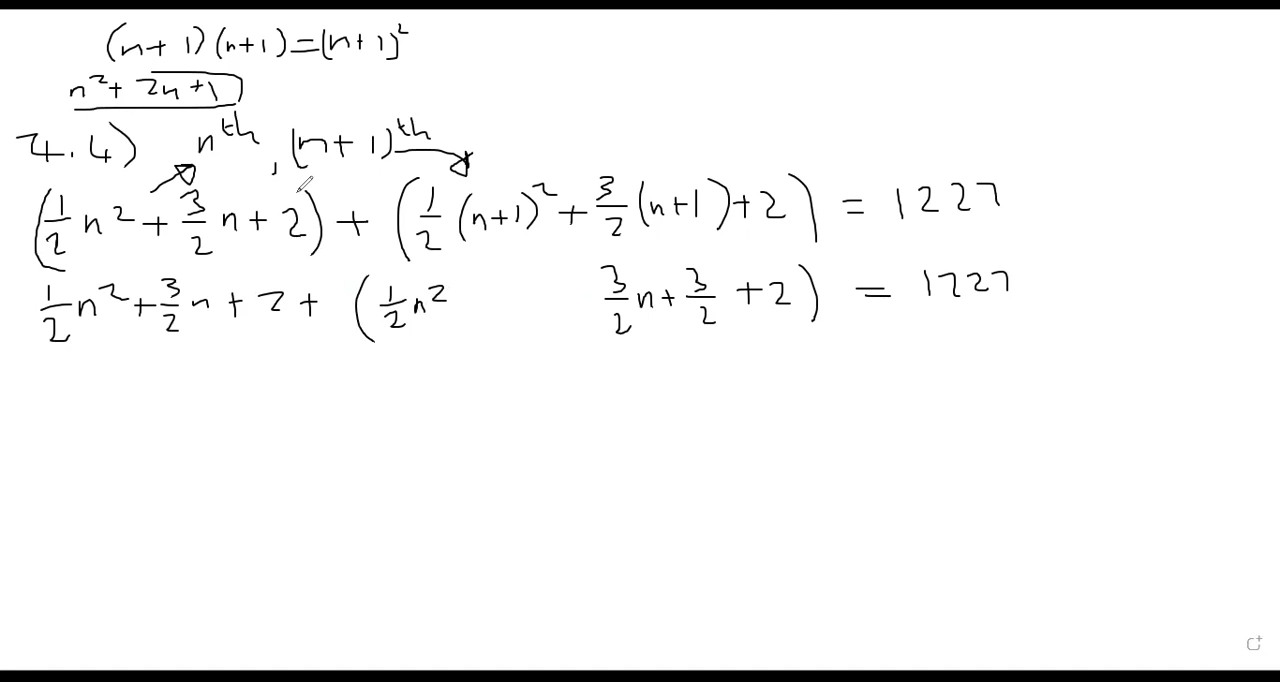 (n+1)(n+1)=(n+1)²
n²+2n+1
4.4) nth, (n+1)th
(1/2 n² + 3/2 n + 2) + (1/2 (n+1)² + 3/2 (n+1) + 2) = 1227
1/2 n² + 3/2 n + 2 + (1/2 n² 3/2 n + 3/2 + 2) = 1227